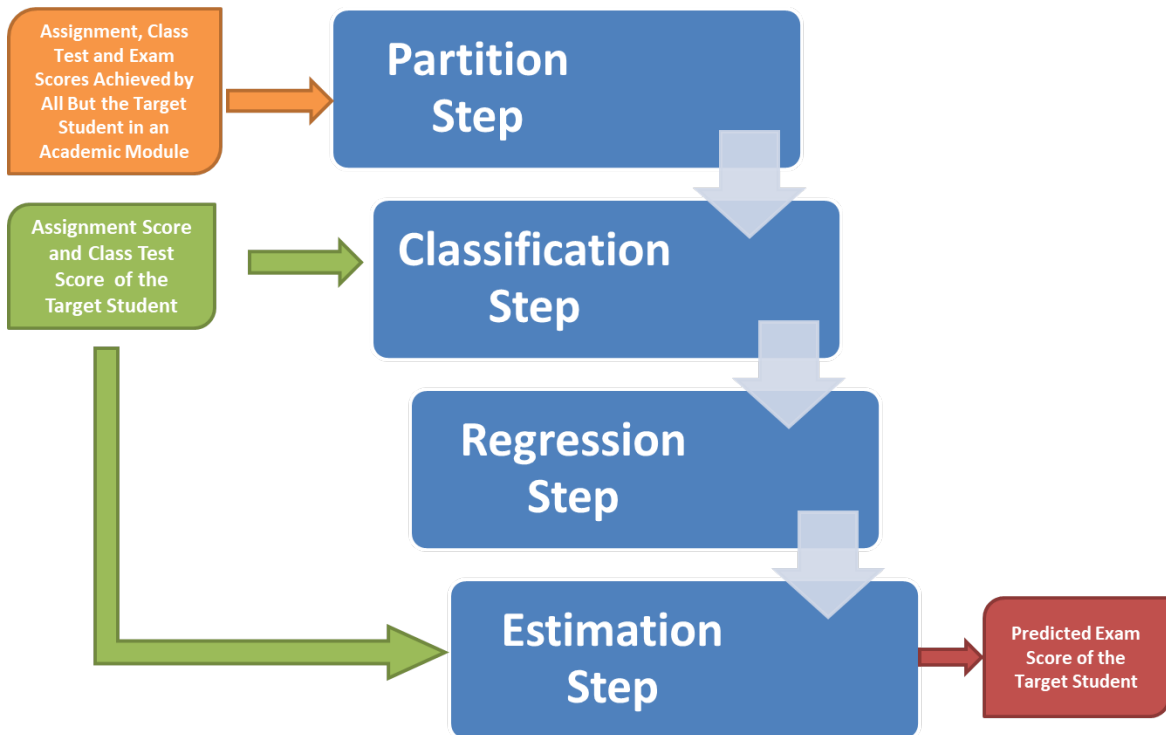 Assignment, Class
Test and Exam
Scores Achieved by
All But the Target
Student in an
Academic Module
Partition
Step
Assignment Score
and Class Test
Score of the
Target Student
Classification
Step
Regression
Step
Estimation
Step
Predicted Exam
Score of the
Target Student